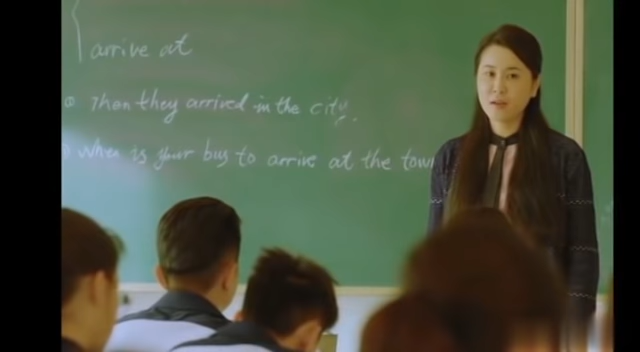 arrive at
Then they arrived in the city.
When is your bus to arrive at the town